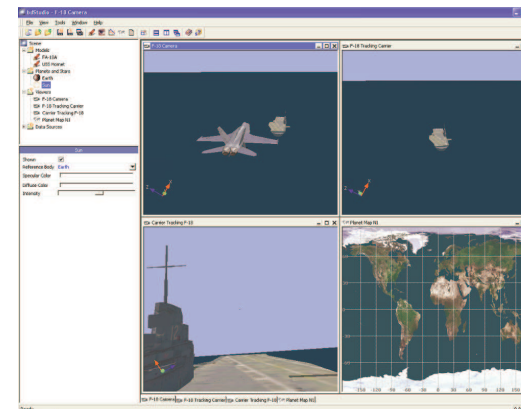 EdStudio - F-18 Camera
File View Tools Window Help
Scene
Models
FA-18A
USS Hornet
Planets and Stars
Earth
Sun
Viewers
F-18 Camera
F-18 Tracking Carrier
Carrier Tracking F-18
Planet Map N1
Data Sources
Sun
Shown
Reference Body Earth
Specular Color
Diffuse Color
Intensity
F-18 Camera
F-18 Tracking Carrier
Carrier Tracking F-18
Planet Map N1
F-18 Camera F-18 Tracking Carrier Carrier Tracking F-18 Planet Map N1
Ready